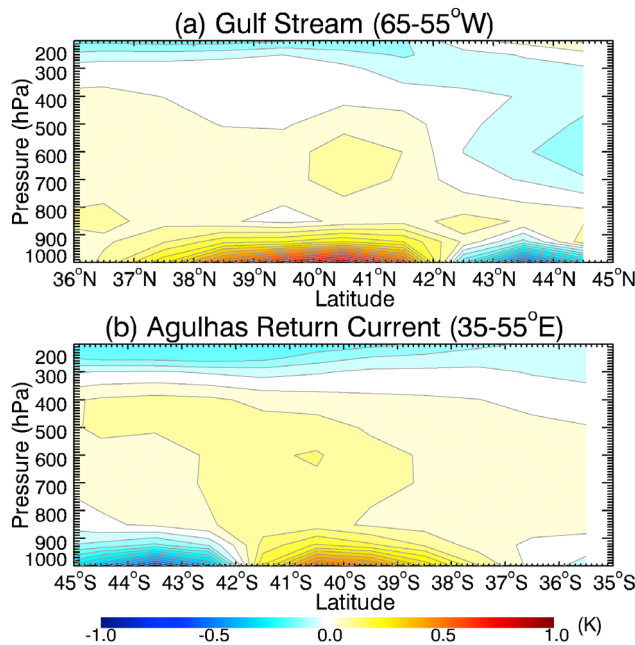 (a) Gulf Stream (65-55°W)
Pressure (hPa)
200
300
400
500
600
700
800
900
1000
36°N 37°N 38°N 39°N 40°N 41°N 42°N 43°N 44°N 45°N
Latitude
(b) Agulhas Return Current (35-55°E)
Pressure (hPa)
200
300
400
500
600
700
800
900
1000
45°S 44°S 43°S 42°S 41°S 40°S 39°S 38°S 37°S 36°S 35°S
Latitude
-1.0 -0.5 0.0 0.5 1.0 (K)